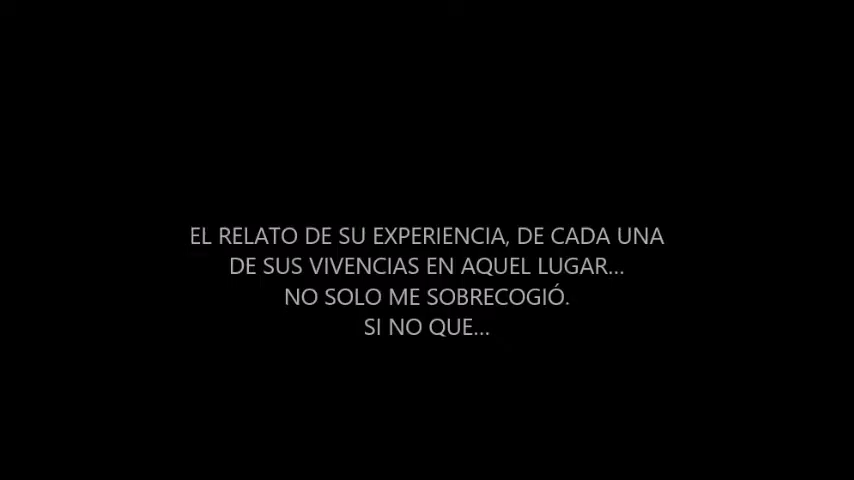 EL RELATO DE SU EXPERIENCIA, DE CADA UNA
DE SUS VIVENCIAS EN AQUEL LUGAR...
NO SOLO ME SOBRECOGIÓ.
SI NO QUE...